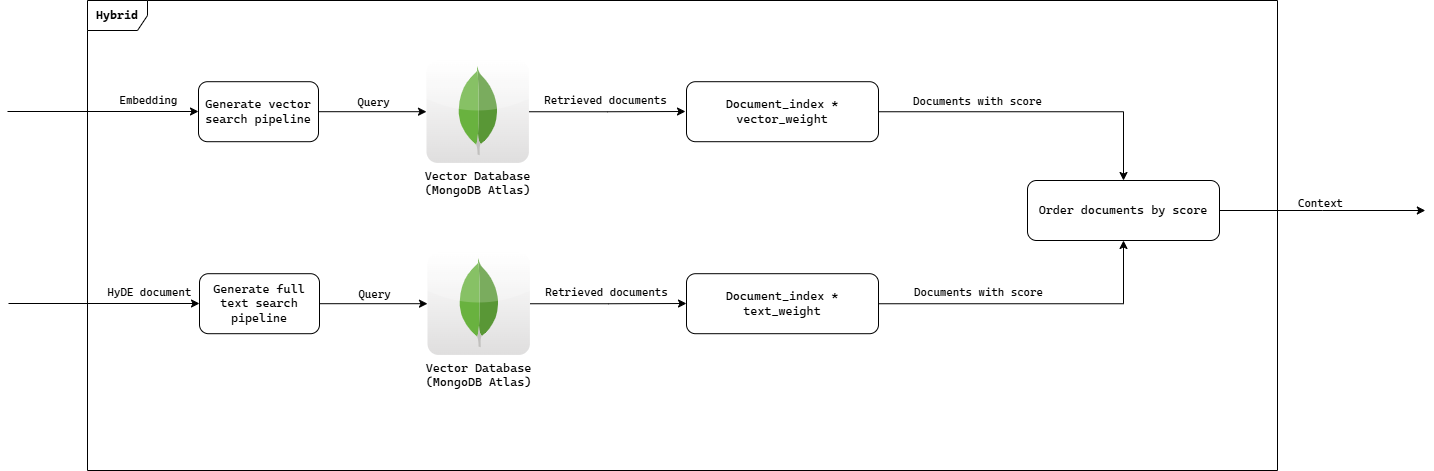 Hybrid
Embedding
Generate vector
search pipeline
Query
Vector Database
(MongoDB Atlas)
Retrieved documents
Document_index *
vector_weight
Documents with score
Order documents by score
Context
HyDE document
Generate full
text search
pipeline
Query
Vector Database
(MongoDB Atlas)
Retrieved documents
Document_index *
text_weight
Documents with score